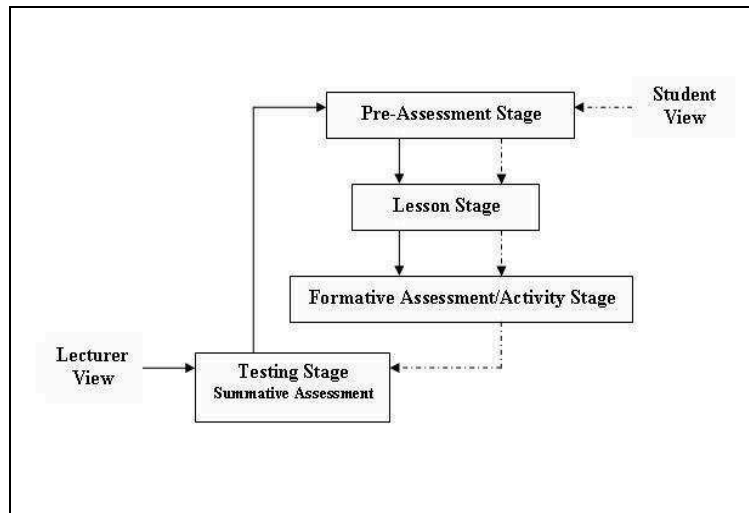 Pre-Assessment Stage
Student
View
Lesson Stage
Formative Assessment/Activity Stage
Lecturer
View
Testing Stage
Summative Assessment